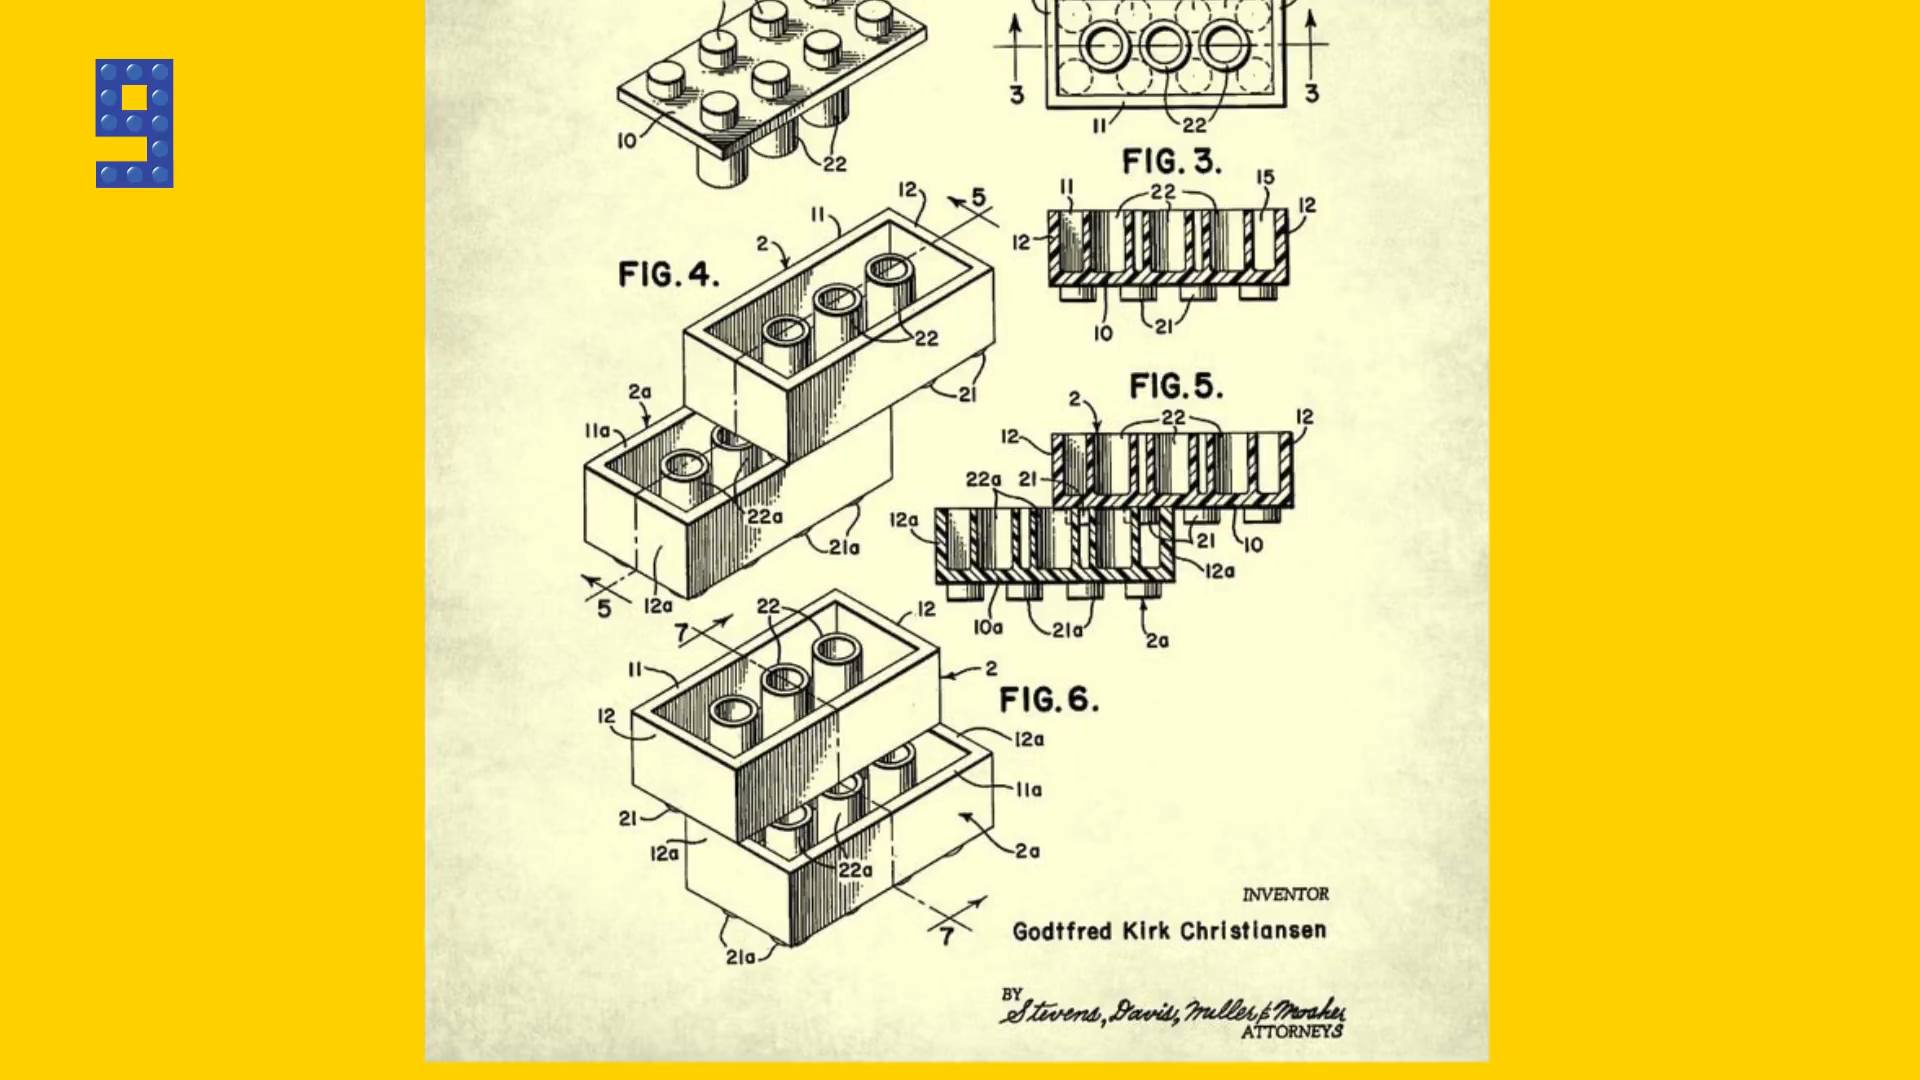 9
10
22
3
3
11
22
FIG. 3.
11
22
15
12
12
10
21
FIG. 4.
12
5
11
2
22
21
2a
11a
22a
21a
5
12a
FIG. 5.
2
22
12
12
22a
21
12a
21
10
12a
10a
21a
2a
7
22
12
11
2
12
FIG. 6.
12a
11a
21
12a
22a
2a
21a
7
INVENTOR
Godtfred Kirk Christiansen
BY
Stevens, Davis, Miller & Mosher
ATTORNEYS